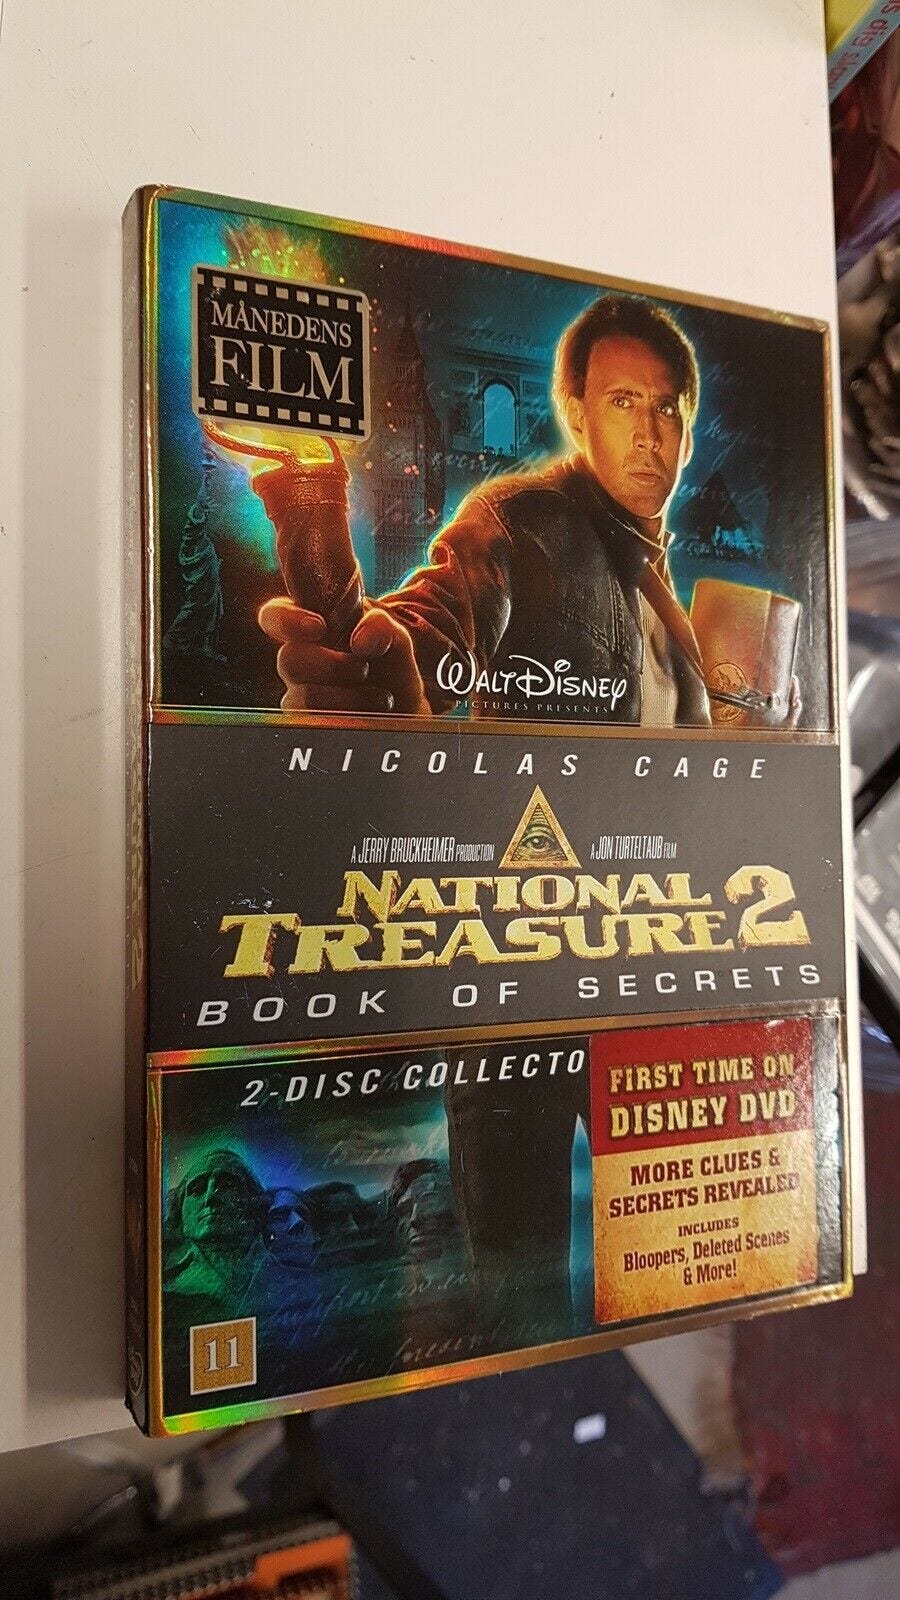 MÅNEDENS
FILM
WALT DISNEY
PICTURES PRESENTS
NICOLAS CAGE
A JERRY BRUCKHEIMER PRODUCTION
A JON TURTELTAUB FILM
NATIONAL
TREASURE 2
BOOK OF SECRETS
2-DISC COLLECTO
FIRST TIME ON
DISNEY DVD
MORE CLUES &
SECRETS REVEALED
INCLUDES
Bloopers, Deleted Scenes
& More!
11